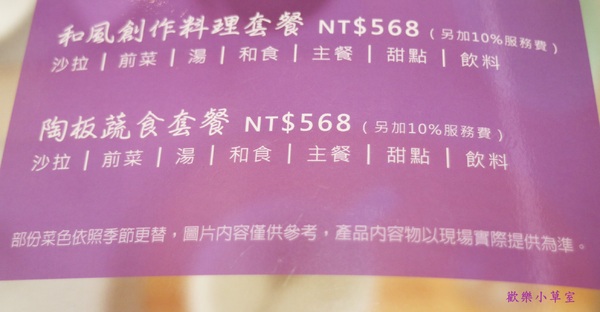 和風創作料理套餐 NT$568 (另加10%服務費)
沙拉 | 前菜 | 湯 | 和食 | 主餐 | 甜點 | 飲料
陶板蔬食套餐 NT$568 (另加10%服務費)
沙拉 | 前菜 | 湯 | 和食 | 主餐 | 甜點 | 飲料
部份菜色依照季節更替，圖片內容僅供參考，產品內容物以現場實際提供為準。
歡樂小草室